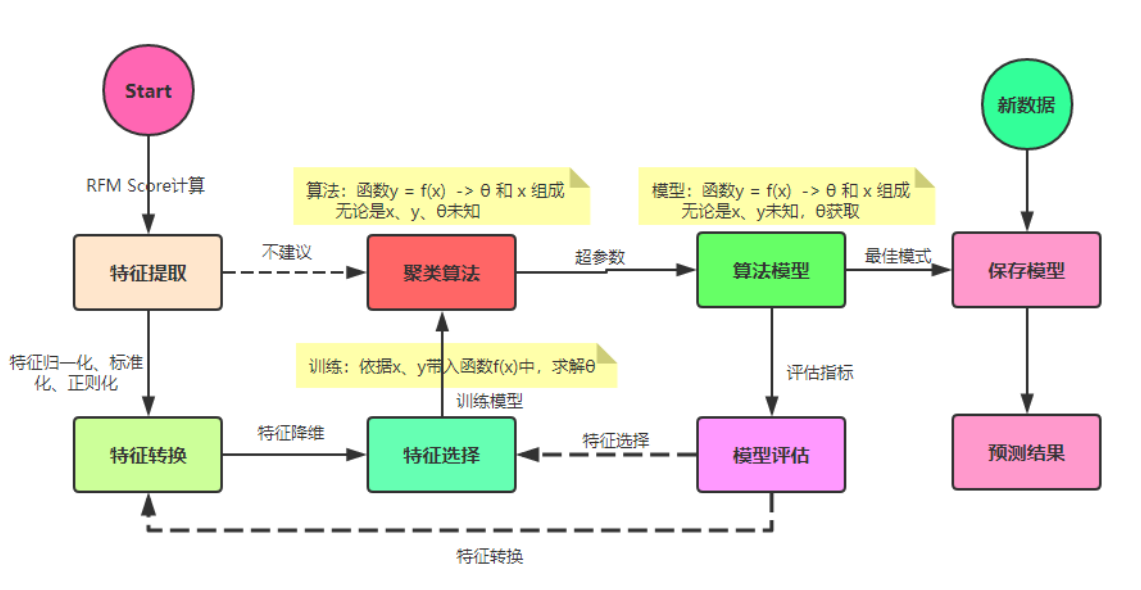 Start
新数据
RFM Score计算
算法：函数y = f(x)  -> θ 和 x 组成
无论是x、y、θ未知
模型：函数y = f(x)  -> θ 和 x 组成
无论是x、y未知，θ获取
特征提取
不建议
聚类算法
超参数
算法模型
最佳模式
保存模型
特征归一化、标准
化、正则化
训练：依据x、y带入函数f(x)中，求解θ
评估指标
训练模型
特征转换
特征降维
特征选择
特征选择
模型评估
预测结果
特征转换